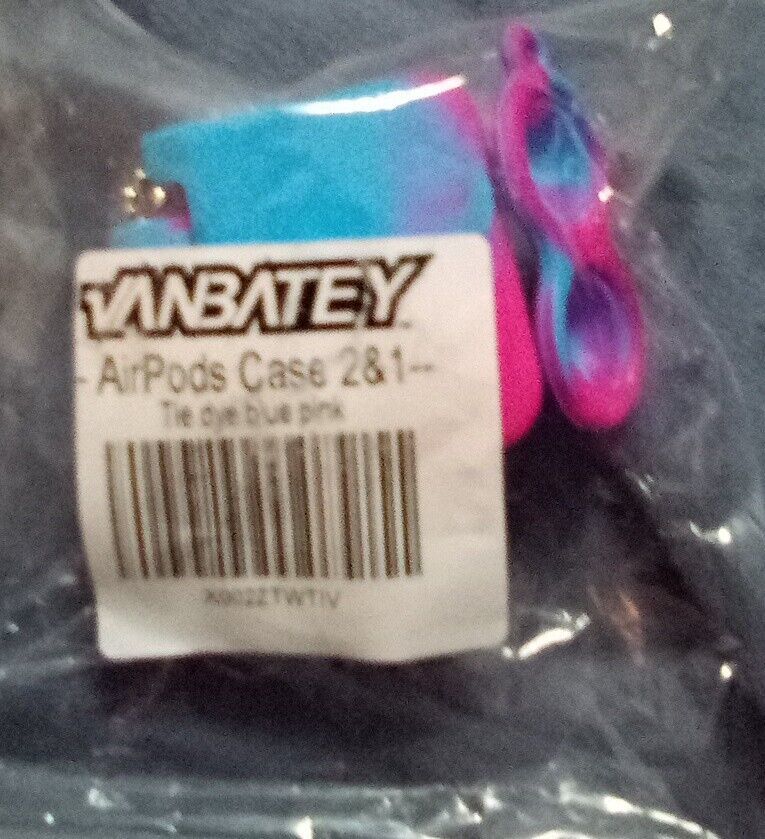 VANBATEY
- AirPods Case 2&1--
Tie dye blue pink